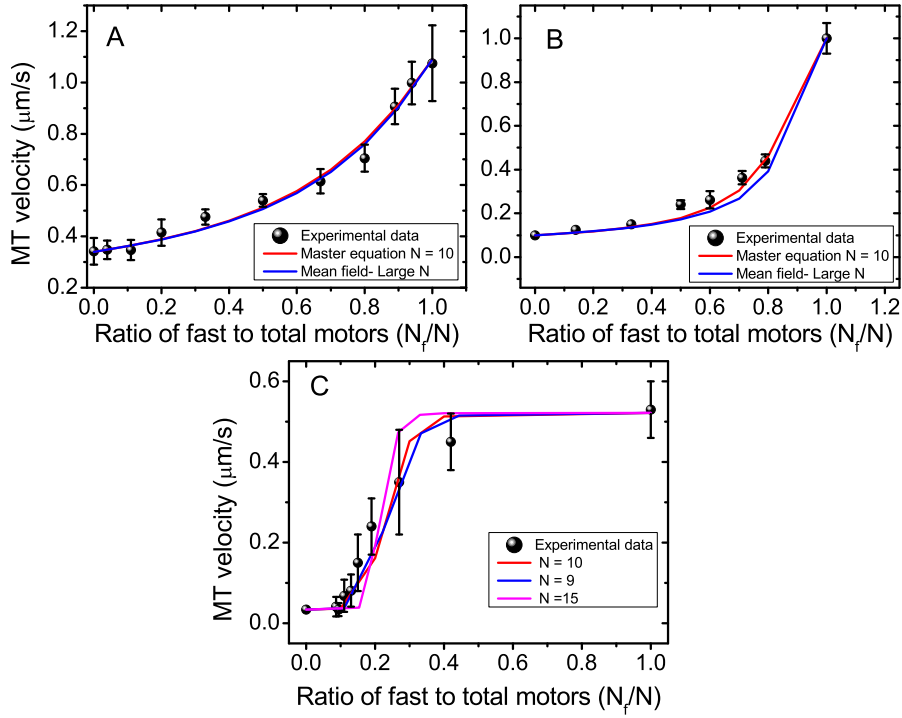 A
MT velocity (μm/s)
1.2
1.0
0.8
0.6
0.4
0.2
Experimental data
Master equation N = 10
Mean field- Large N
0.0 0.2 0.4 0.6 0.8 1.0
Ratio of fast to total motors (Nf/N)
B
1.0
0.8
0.6
0.4
0.2
0.0
Experimental data
Master equation N = 10
Mean field- Large N
0.0 0.2 0.4 0.6 0.8 1.0 1.2
Ratio of fast to total motors (Nf/N)
C
MT velocity (μm/s)
0.6
0.4
0.2
0.0
Experimental data
N = 10
N = 9
N =15
0.0 0.2 0.4 0.6 0.8 1.0
Ratio of fast to total motors (Nf/N)